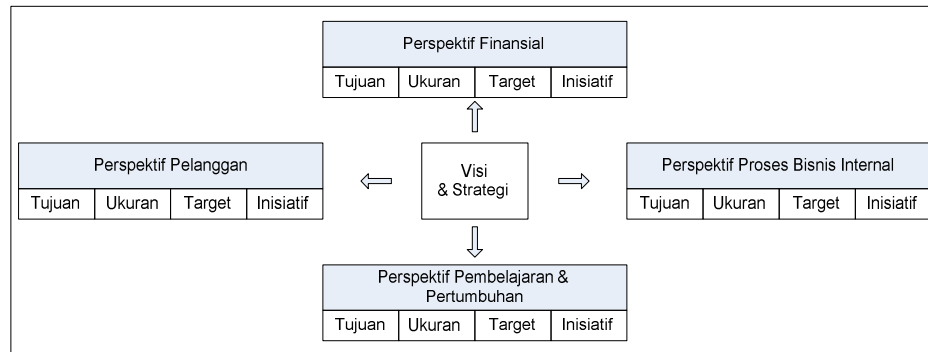 Perspektif Finansial
Tujuan Ukuran Target Inisiatif
Perspektif Pelanggan
Tujuan Ukuran Target Inisiatif
Visi
& Strategi
Perspektif Proses Bisnis Internal
Tujuan Ukuran Target Inisiatif
Perspektif Pembelajaran &
Pertumbuhan
Tujuan Ukuran Target Inisiatif